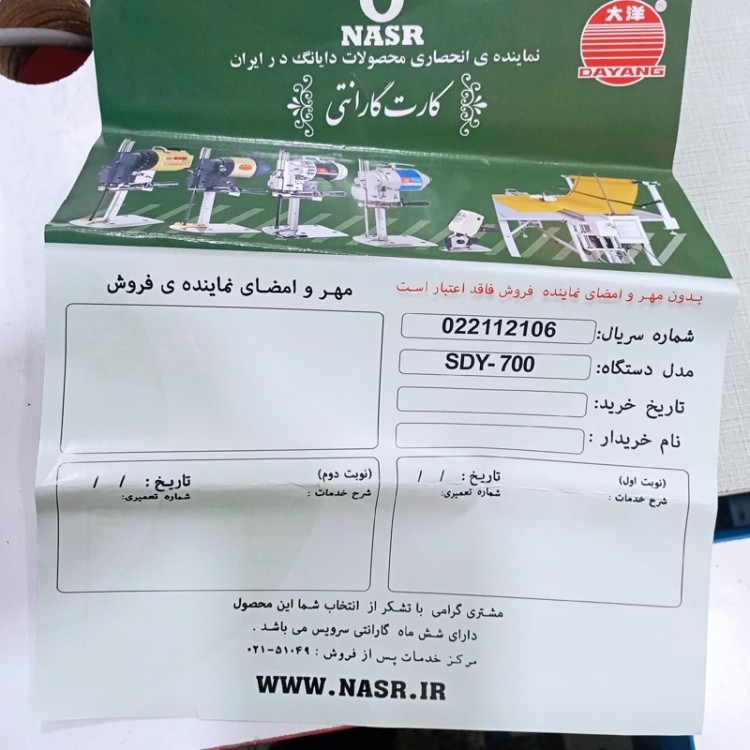 NASR
نماینده ی انحصاری محصولات دایانگ در ایران
大洋
®
DAYANG
کارت گارانتی
بدون مهر و امضای نماینده فروش فاقد اعتبار است
مهر و امضای نماینده ی فروش
شماره سریال: 022112106
مدل دستگاه: SDY-700
تاریخ خرید:
نام خریدار :
(نوبت اول) تاریخ : / /
شرح خدمات : شماره تعمیری:
(نوبت دوم) تاریخ : / /
شرح خدمات : شماره تعمیری:
مشتری گرامی با تشکر از انتخاب شما این محصول
دارای شش ماه گارانتی سرویس می باشد .
مرکز خدمات پس از فروش : ۵۱۰۴۹-۰۲۱
WWW.NASR.IR